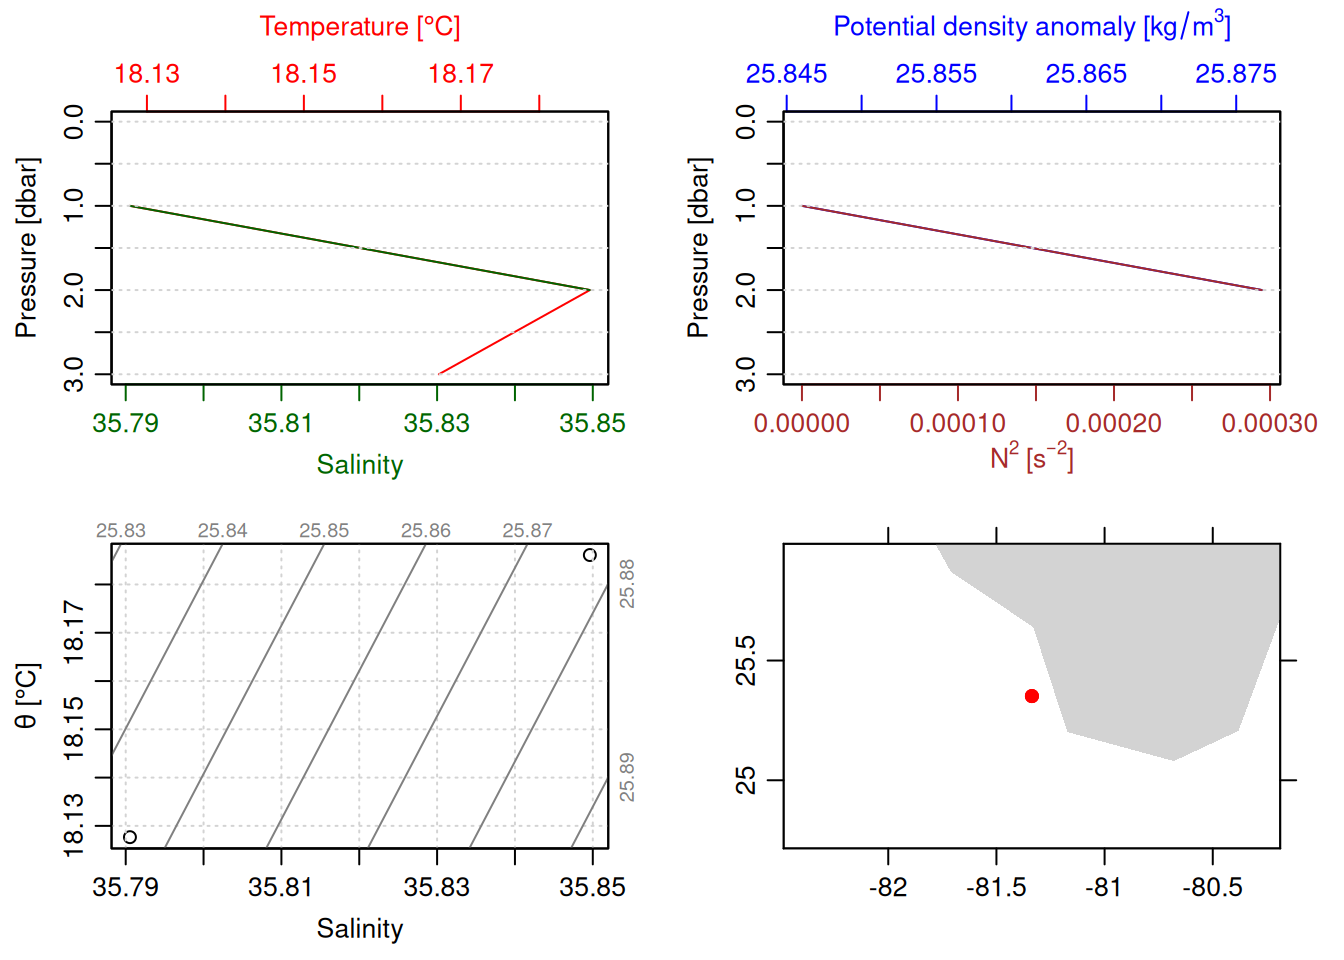 Temperature [°C]
18.13 18.15 18.17
0.0
1.0
2.0
3.0
Pressure [dbar]
35.79 35.81 35.83 35.85
Salinity
Potential density anomaly [kg/m³]
25.845 25.855 25.865 25.875
0.0
1.0
2.0
3.0
Pressure [dbar]
0.00000 0.00010 0.00020 0.00030
N² [s⁻²]
25.83 25.84 25.85 25.86 25.87
25.88
25.89
18.17
18.15
18.13
θ [°C]
35.79 35.81 35.83 35.85
Salinity
25.5
25
-82 -81.5 -81 -80.5